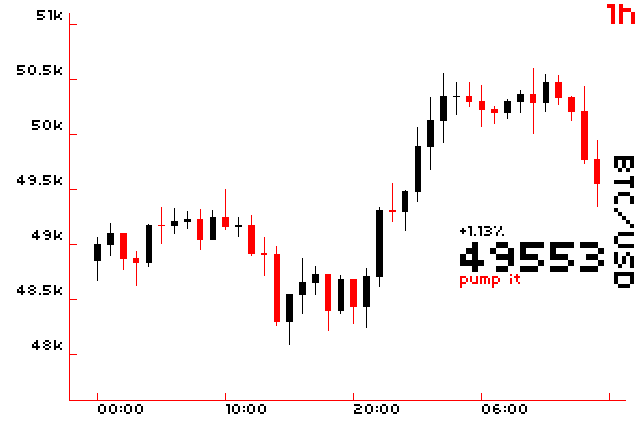 1h
51k
50.5k
50k
49.5k
49k
48.5k
48k
BTC/USD
+1.13%
49553
pump it
00:00
10:00
20:00
06:00